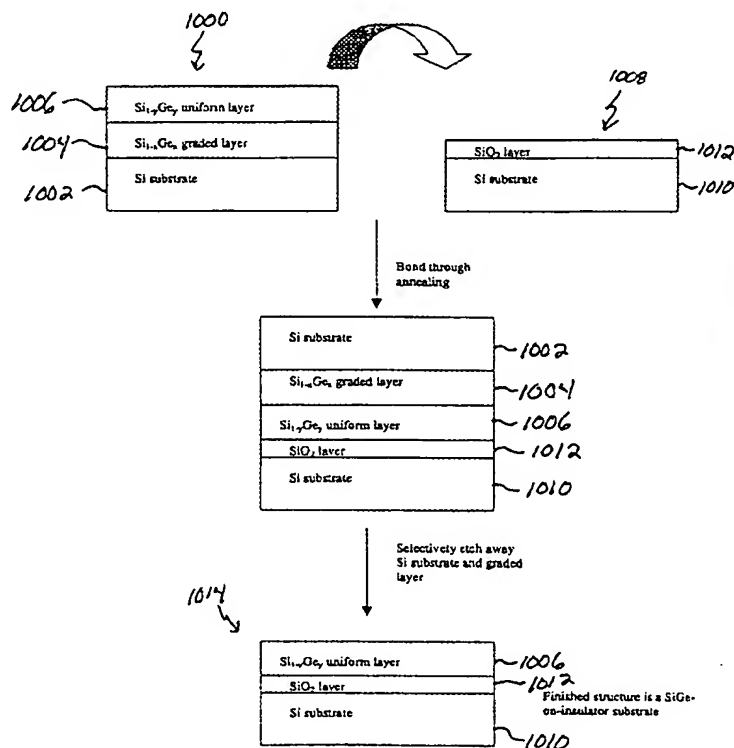 1000
1006
Si₁₋yGey uniform layer
1004
Si₁₋ₓGeₓ graded layer
1002
Si substrate
1008
SiO₂ layer
1012
Si substrate
1010
Bond through
annealing
Si substrate
1002
Si₁₋ₓGeₓ graded layer
1004
Si₁₋yGey uniform layer
1006
SiO₂ layer
1012
Si substrate
1010
Selectively etch away
Si substrate and graded
layer
1014
Si₁₋yGey uniform layer
1006
SiO₂ layer
1012
Si substrate
1010
Finished structure is a SiGe-
on-insulator substrate